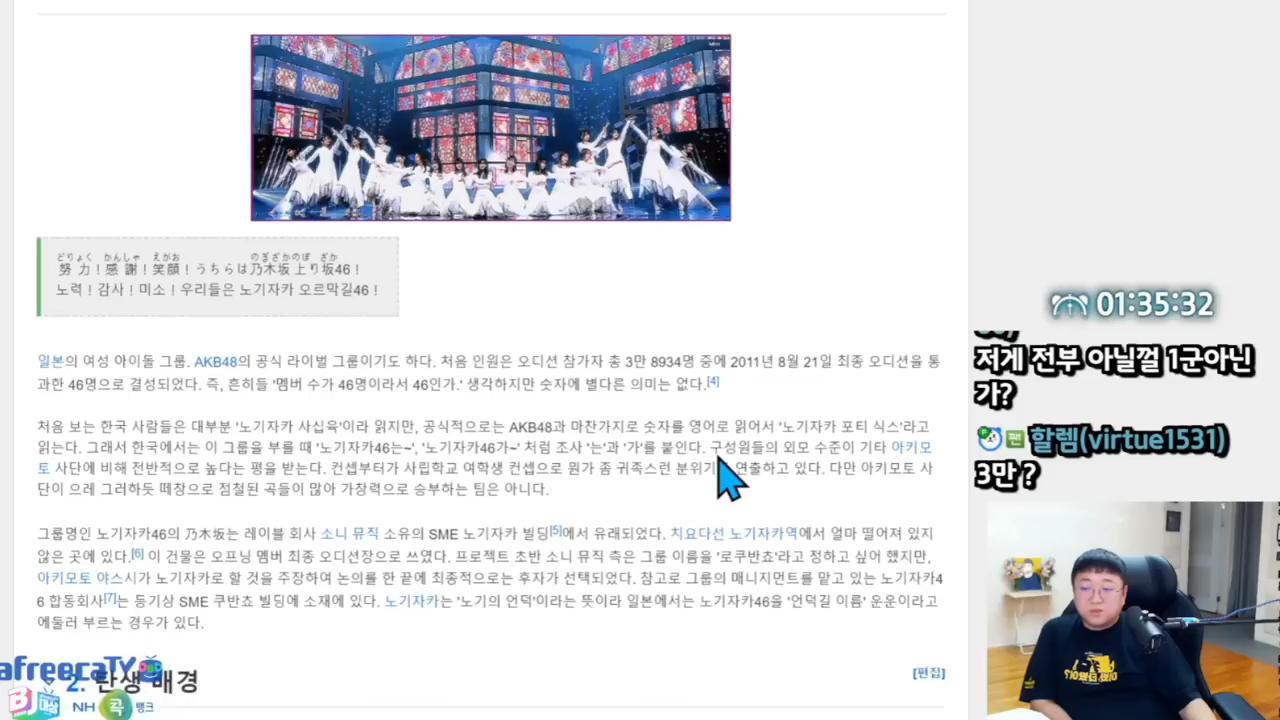 どりょく かんしゃ えがお のぎざかのぼ ざか
努 力！感 謝！笑顔！うちらは乃木坂 上り坂46！
노력！감사！미소！우리들은 노기자카 오르막길46！
일본의 여성 아이돌 그룹. AKB48의 공식 라이벌 그룹이기도 하다. 처음 인원은 오디션 참가자 총 3만 8934명 중에 2011년 8월 21일 최종 오디션을 통
과한 46명으로 결성되었다. 즉, 흔히들 '멤버 수가 46명이라서 46인가.' 생각하지만 숫자에 별다른 의미는 없다.[4]
처음 보는 한국 사람들은 대부분 '노기자카 사십육'이라 읽지만, 공식적으로는 AKB48과 마찬가지로 숫자를 영어로 읽어서 '노기자카 포티 식스'라고
읽는다. 그래서 한국에서는 이 그룹을 부를 때 '노기자카46는~', '노기자카46가~' 처럼 조사 '는'과 '가'를 붙인다. 구성원들의 외모 수준이 기타 아키모
토 사단에 비해 전반적으로 높다는 평을 받는다. 컨셉부터가 사립학교 여학생 컨셉으로 뭔가 좀 귀족스런 분위기 연출하고 있다. 다만 아키모토 사
단이 으레 그러하듯 떼창으로 점철된 곡들이 많아 가창력으로 승부하는 팀은 아니다.
그룹명인 노기자카46의 乃木坂는 레이블 회사 소니 뮤직 소유의 SME 노기자카 빌딩[5]에서 유래되었다. 치요다선 노기자카역에서 얼마 떨어져 있지
않은 곳에 있다.[6] 이 건물은 오프닝 멤버 최종 오디션장으로 쓰였다. 프로젝트 초반 소니 뮤직 측은 그룹 이름을 '로쿠반쵸'라고 정하고 싶어 했지만,
아키모토 야스시가 노기자카로 할 것을 주장하여 논의를 한 끝에 최종적으로는 후자가 선택되었다. 참고로 그룹의 매니지먼트를 맡고 있는 노기자카4
6 합동회사[7]는 등기상 SME 쿠반쵸 빌딩에 소재에 있다. 노기자카는 '노기의 언덕'이라는 뜻이라 일본에서는 노기자카46을 '언덕길 이름' 운운이라고
에둘러 부르는 경우가 있다.
2. 탄생 배경
[편집]
afreecaTV
NH 콕 뱅크
01:35:32
저게 전부 아닐껄 1군아닌
가?
팬 할렘(virtue1531)
3만 ?